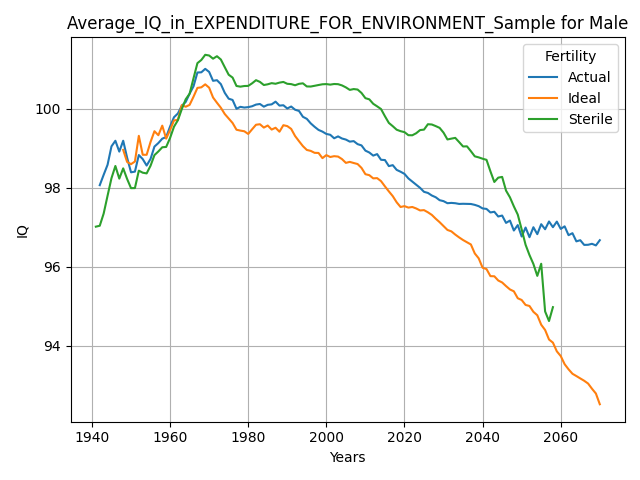 Average_IQ_in_EXPENDITURE_FOR_ENVIRONMENT_Sample for Male
Fertility
Actual
Ideal
Sterile
IQ
100
98
96
94
1940 1960 1980 2000 2020 2040 2060
Years